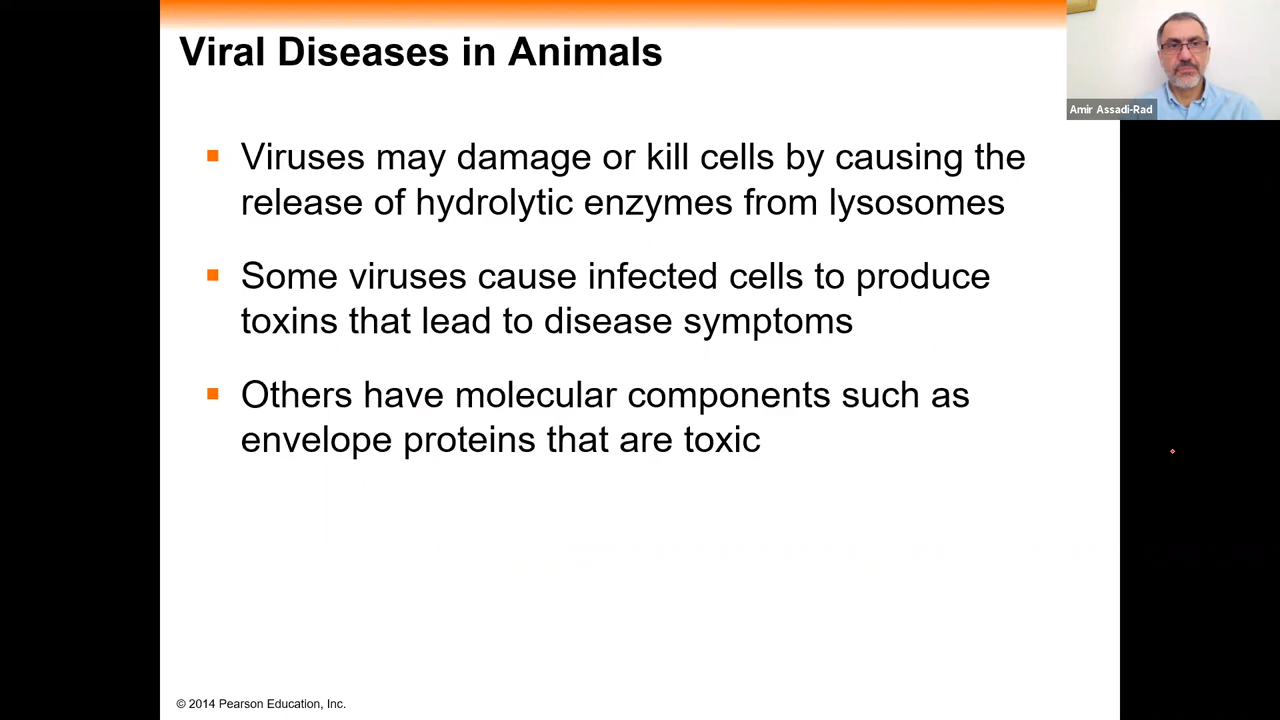 Viral Diseases in Animals
Amir Assadi-Rad
Viruses may damage or kill cells by causing the
release of hydrolytic enzymes from lysosomes
Some viruses cause infected cells to produce
toxins that lead to disease symptoms
Others have molecular components such as
envelope proteins that are toxic
© 2014 Pearson Education, Inc.